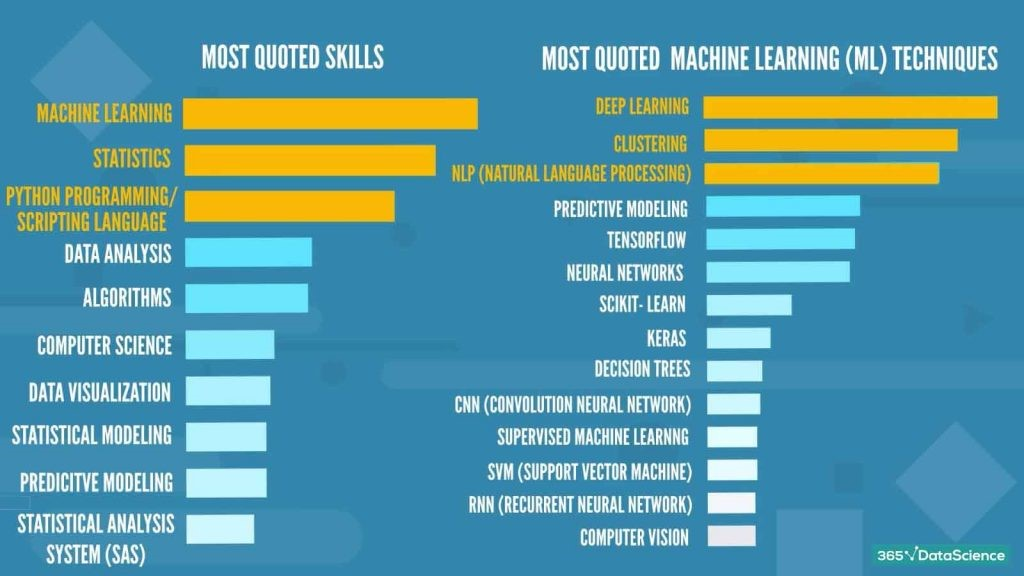 MOST QUOTED SKILLS
MACHINE LEARNING
STATISTICS
PYTHON PROGRAMMING/
SCRIPTING LANGUAGE
DATA ANALYSIS
ALGORITHMS
COMPUTER SCIENCE
DATA VISUALIZATION
STATISTICAL MODELING
PREDICITVE MODELING
STATISTICAL ANALYSIS
SYSTEM (SAS)
MOST QUOTED MACHINE LEARNING (ML) TECHNIQUES
DEEP LEARNING
CLUSTERING
NLP (NATURAL LANGUAGE PROCESSING)
PREDICTIVE MODELING
TENSORFLOW
NEURAL NETWORKS
SCIKIT- LEARN
KERAS
DECISION TREES
CNN (CONVOLUTION NEURAL NETWORK)
SUPERVISED MACHINE LEARNNG
SVM (SUPPORT VECTOR MACHINE)
RNN (RECURRENT NEURAL NETWORK)
COMPUTER VISION
365√DataScience